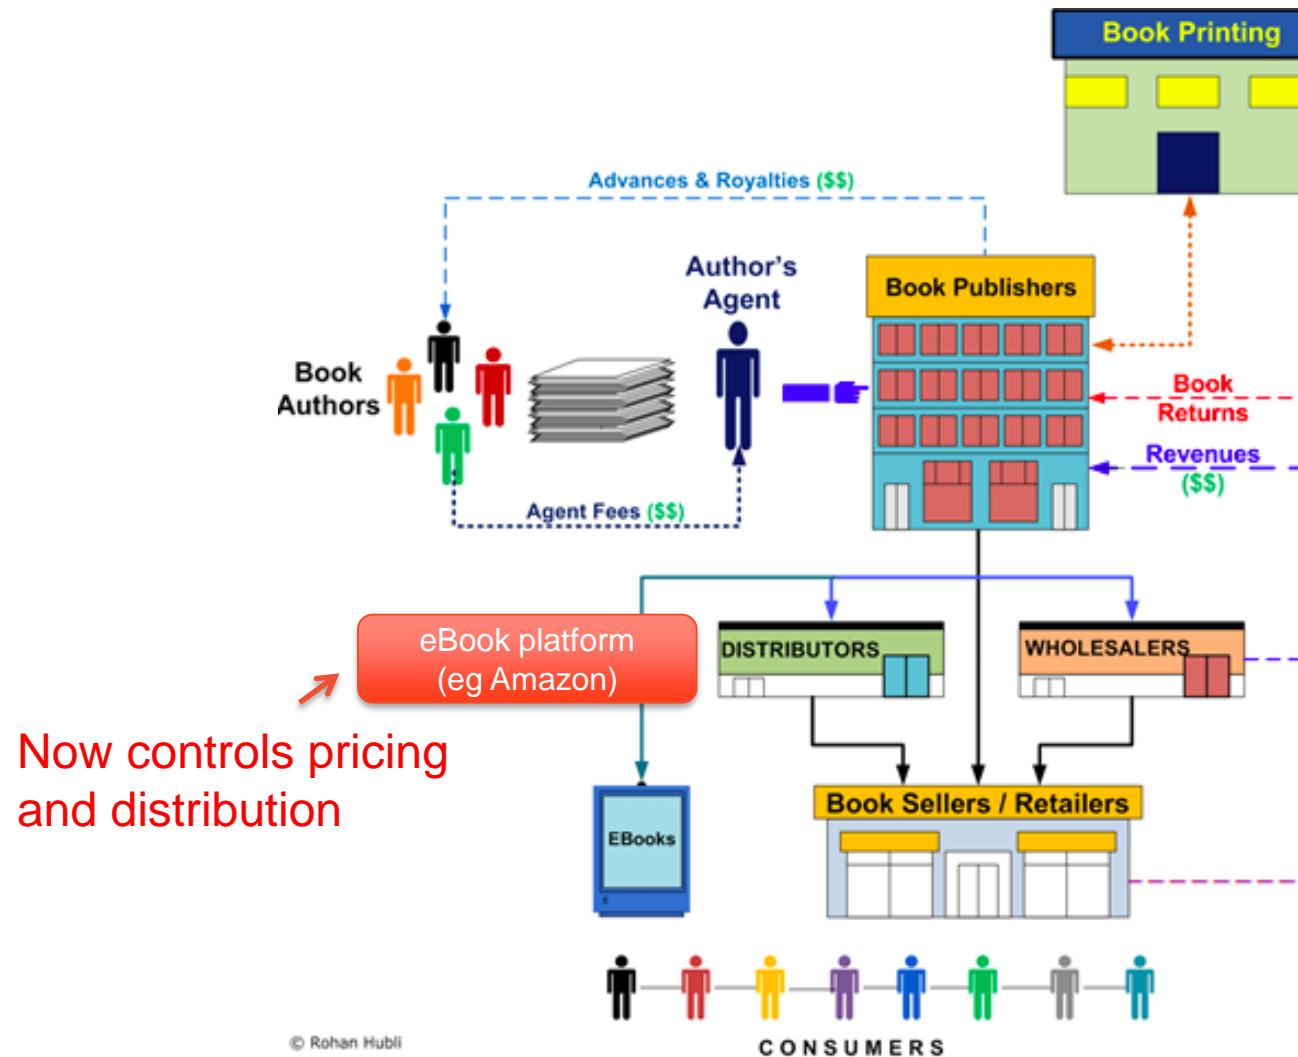 Book Printing
Advances & Royalties ($$)
Author's
Agent
Book Publishers
Book
Authors
Book
Returns
Revenues
($$)
Agent Fees ($$)
eBook platform
(eg Amazon)
DISTRIBUTORS
WHOLESALERS
Now controls pricing
and distribution
EBooks
Book Sellers / Retailers
© Rohan Hubli
CONSUMERS